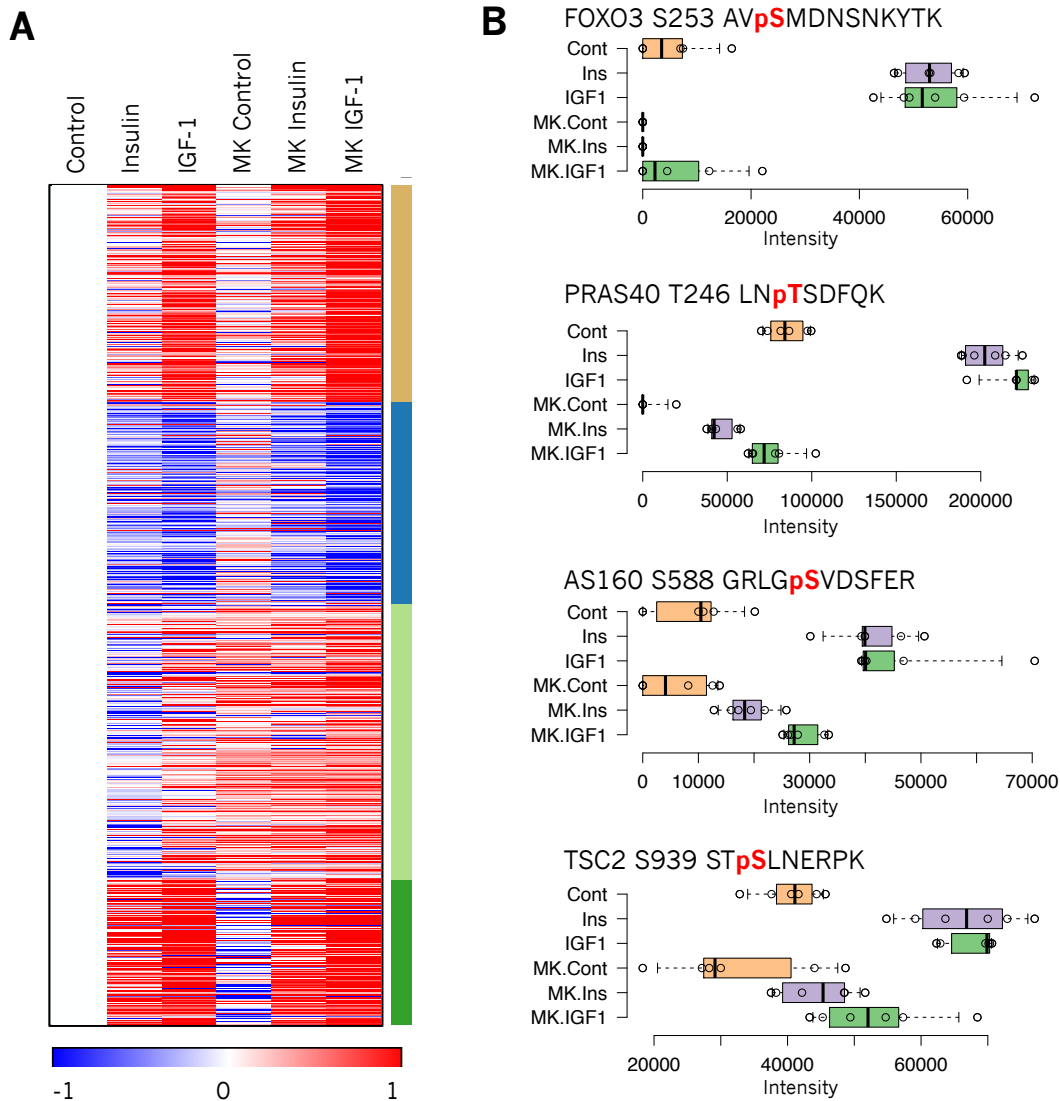 A
Control
Insulin
IGF-1
MK Control
MK Insulin
MK IGF-1
-1
0
1
B
FOXO3 S253 AVpSMDNSNKYTK
Cont
Ins
IGF1
MK.Cont
MK.Ins
MK.IGF1
0
20000
40000
60000
Intensity
PRAS40 T246 LNpTSDFQK
Cont
Ins
IGF1
MK.Cont
MK.Ins
MK.IGF1
0
50000
100000
150000
200000
Intensity
AS160 S588 GRLGpSVDSFER
Cont
Ins
IGF1
MK.Cont
MK.Ins
MK.IGF1
0
10000
30000
50000
70000
Intensity
TSC2 S939 STpSLNERPK
Cont
Ins
IGF1
MK.Cont
MK.Ins
MK.IGF1
20000
40000
60000
Intensity